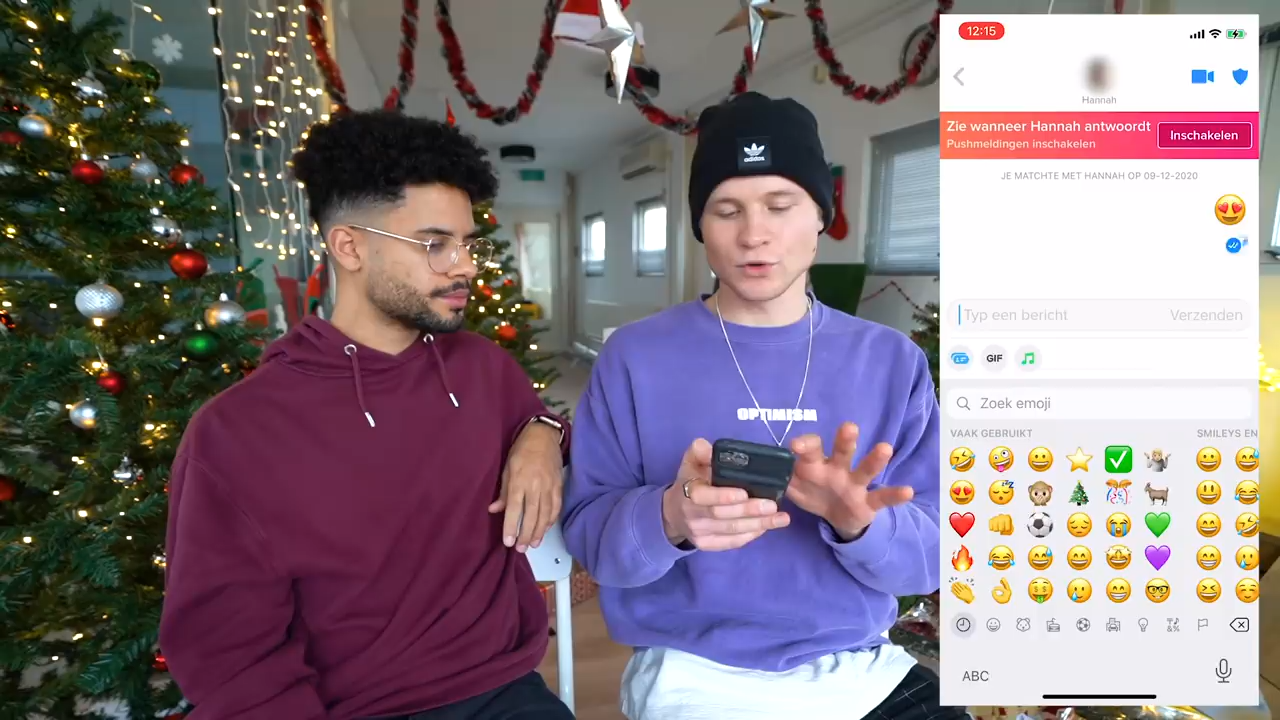 12:15
Hannah
Zie wanneer Hannah antwoordt
Pushmeldingen inschakelen
Inschakelen
JE MATCHTE MET HANNAH OP 09-12-2020
Typ een bericht
Verzenden
GIF
Zoek emoji
VAAK GEBRUIKT
SMILEYS EN
ABC
adidas
OPTIMISM